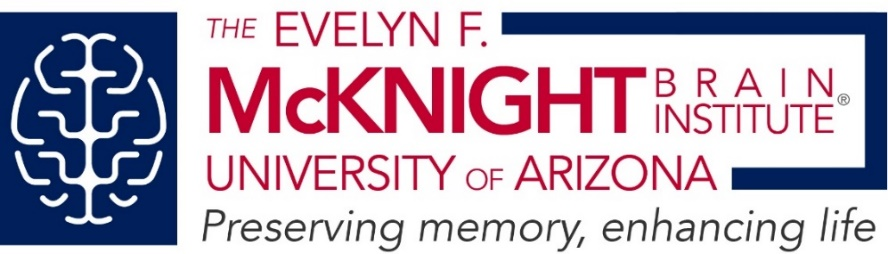 THE EVELYN F.
McKNIGHT BRAIN INSTITUTE®
UNIVERSITY OF ARIZONA
Preserving memory, enhancing life